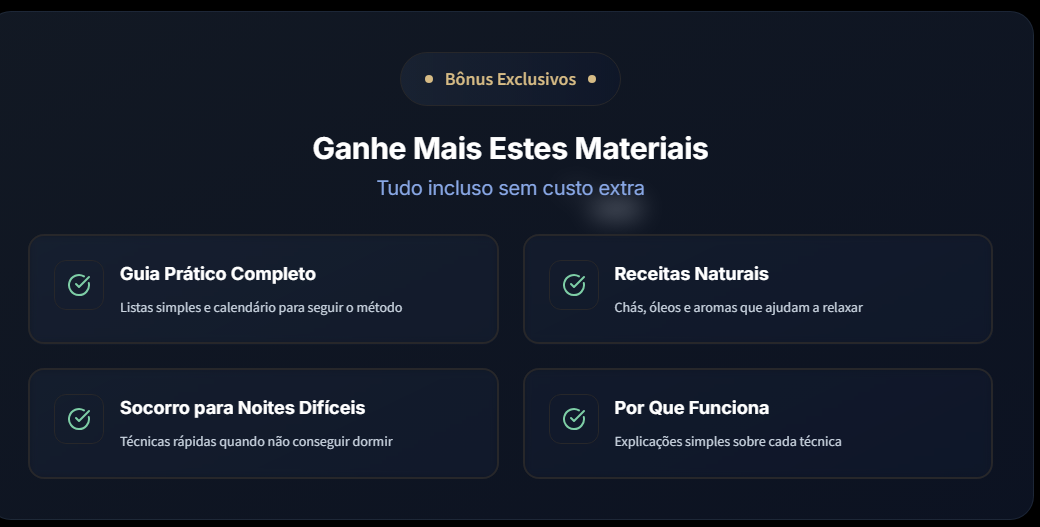 Bônus Exclusivos
Ganhe Mais Estes Materiais
Tudo incluso sem custo extra
Guia Prático Completo
Listas simples e calendário para seguir o método
Receitas Naturais
Chás, óleos e aromas que ajudam a relaxar
Socorro para Noites Difíceis
Técnicas rápidas quando não conseguir dormir
Por Que Funciona
Explicações simples sobre cada técnica